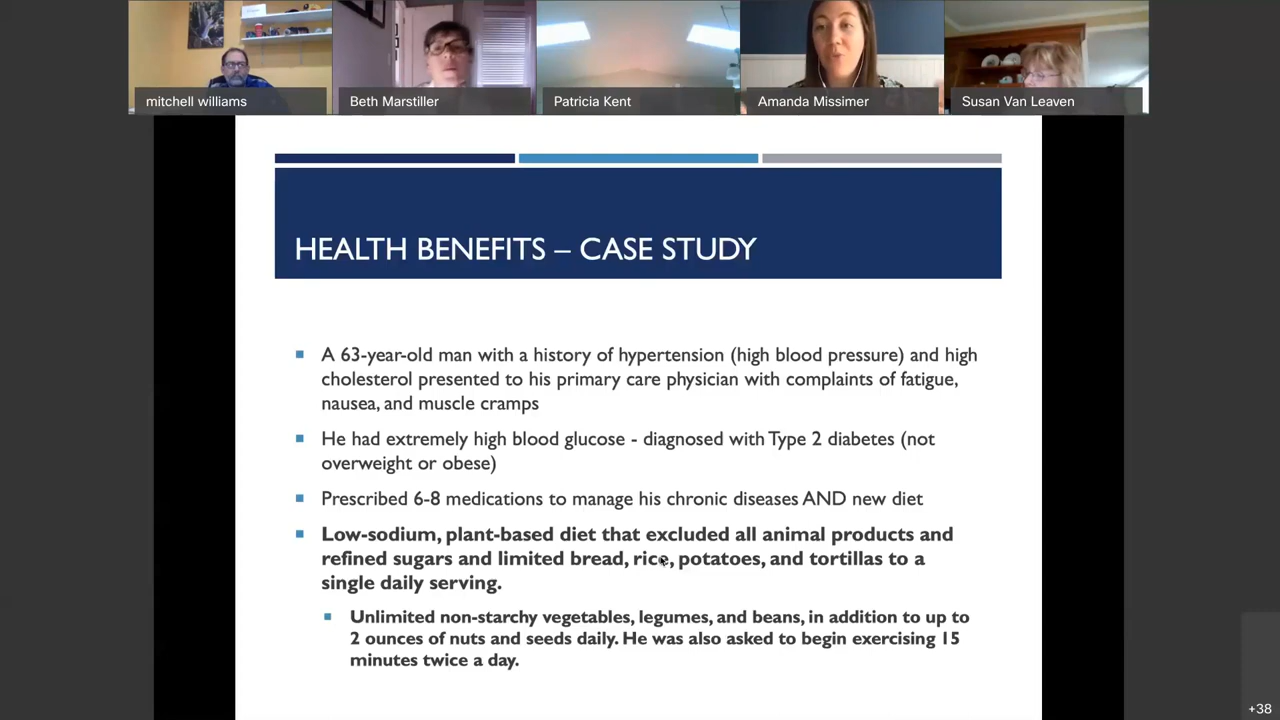 mitchell williams
Beth Marstiller
Patricia Kent
Amanda Missimer
Susan Van Leaven
HEALTH BENEFITS – CASE STUDY
A 63-year-old man with a history of hypertension (high blood pressure) and high
cholesterol presented to his primary care physician with complaints of fatigue,
nausea, and muscle cramps
He had extremely high blood glucose - diagnosed with Type 2 diabetes (not
overweight or obese)
Prescribed 6-8 medications to manage his chronic diseases AND new diet
Low-sodium, plant-based diet that excluded all animal products and
refined sugars and limited bread, rice, potatoes, and tortillas to a
single daily serving.
Unlimited non-starchy vegetables, legumes, and beans, in addition to up to
2 ounces of nuts and seeds daily. He was also asked to begin exercising 15
minutes twice a day.
+38